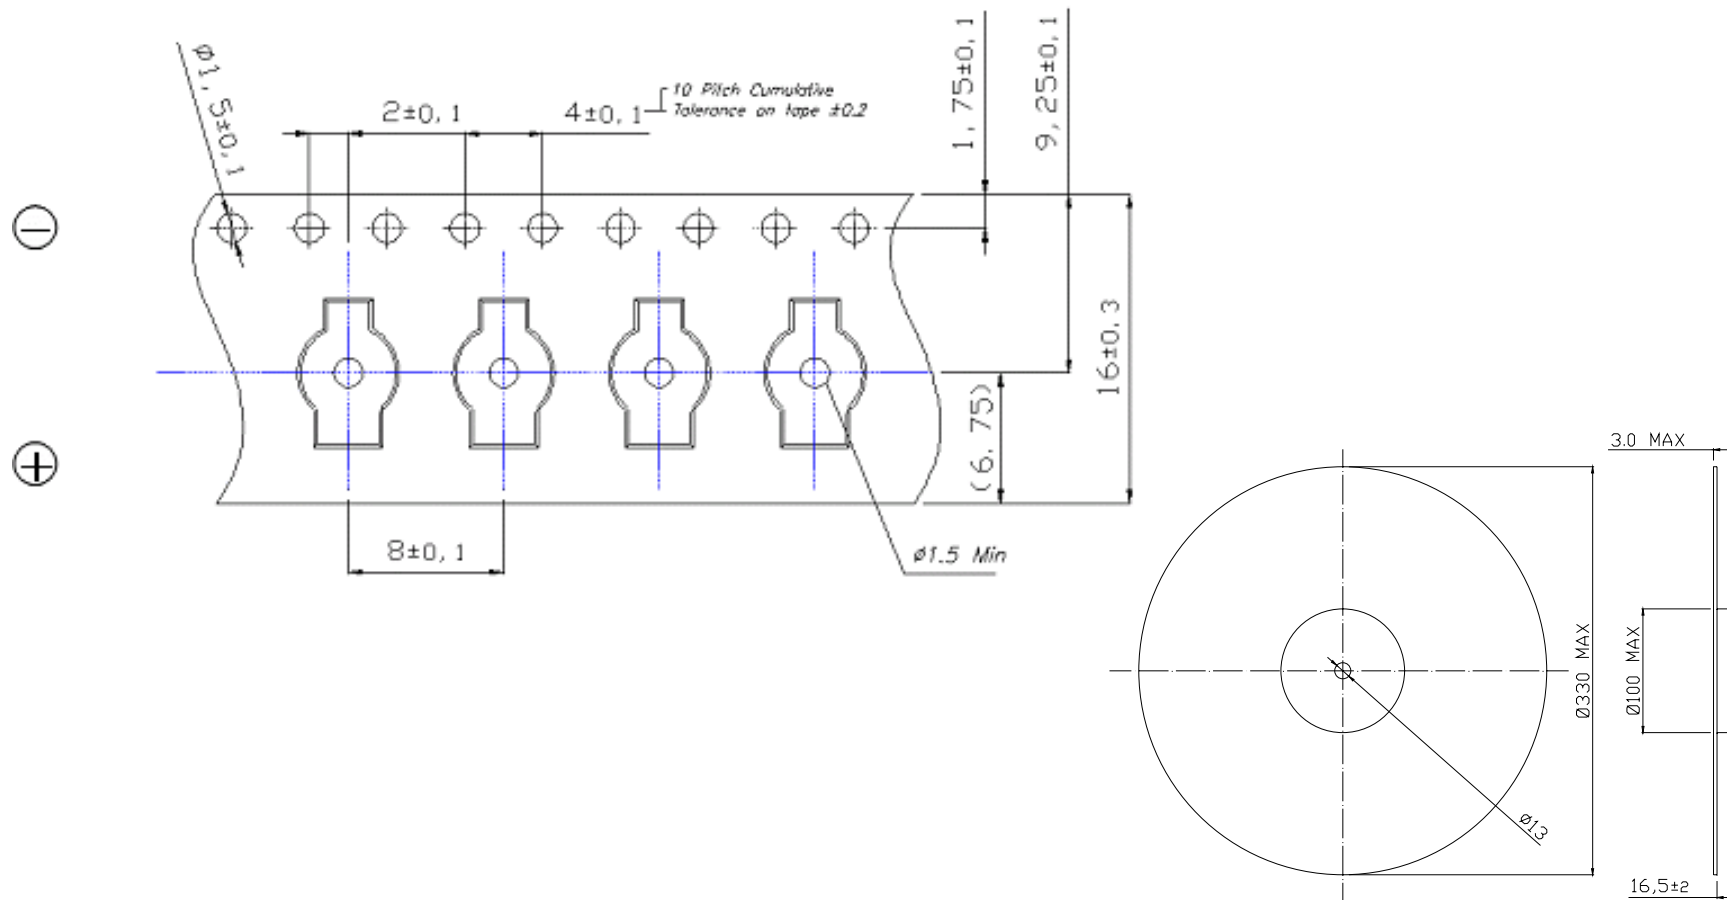 Ø1,5±0,1
2±0,1
4±0,1
10 Pitch Cumulative
Tolerance on tape ±0.2
1,75±0,1
9,25±0,1
16±0,3
(6,75)
8±0,1
Ø1.5 Min
3.0 MAX
Ø330 MAX
Ø100 MAX
Ø13
16,5±2